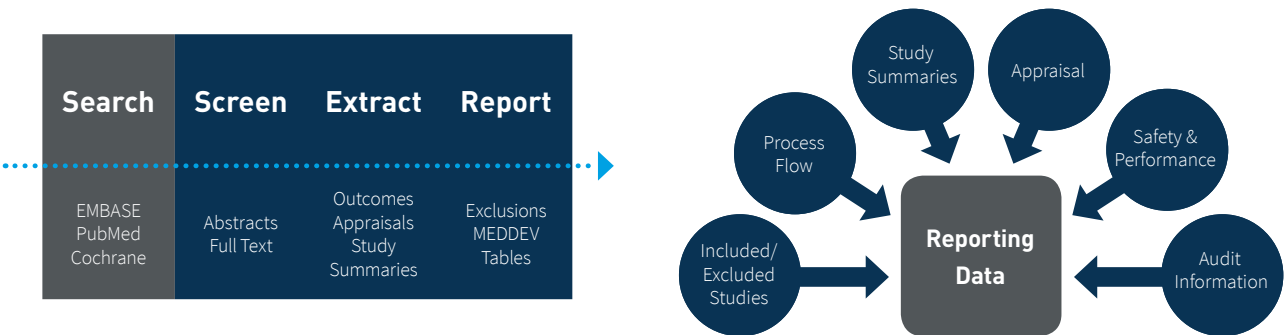 Search
Screen
Extract
Report
EMBASE
PubMed
Cochrane
Abstracts
Full Text
Outcomes
Appraisals
Study
Summaries
Exclusions
MEDDEV
Tables
Included/
Excluded
Studies
Process
Flow
Study
Summaries
Appraisal
Safety &
Performance
Audit
Information
Reporting
Data